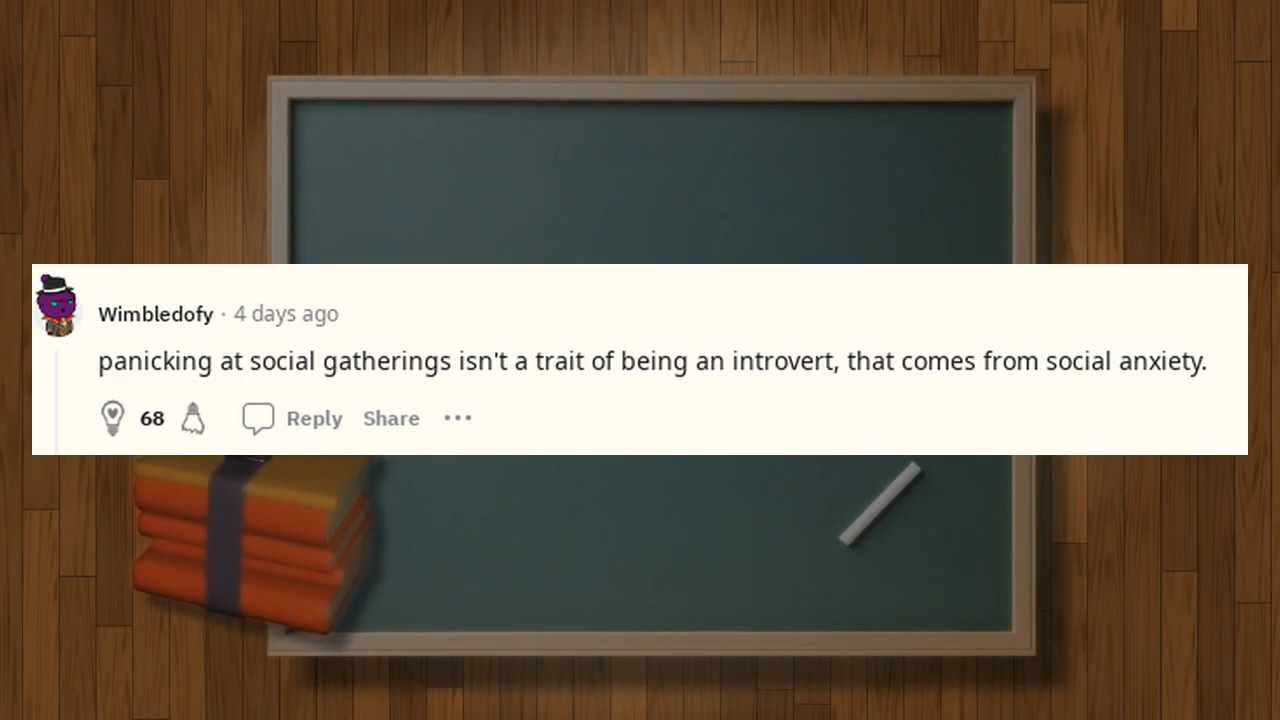 Wimbledofy · 4 days ago
panicking at social gatherings isn't a trait of being an introvert, that comes from social anxiety.
68 Reply Share ···